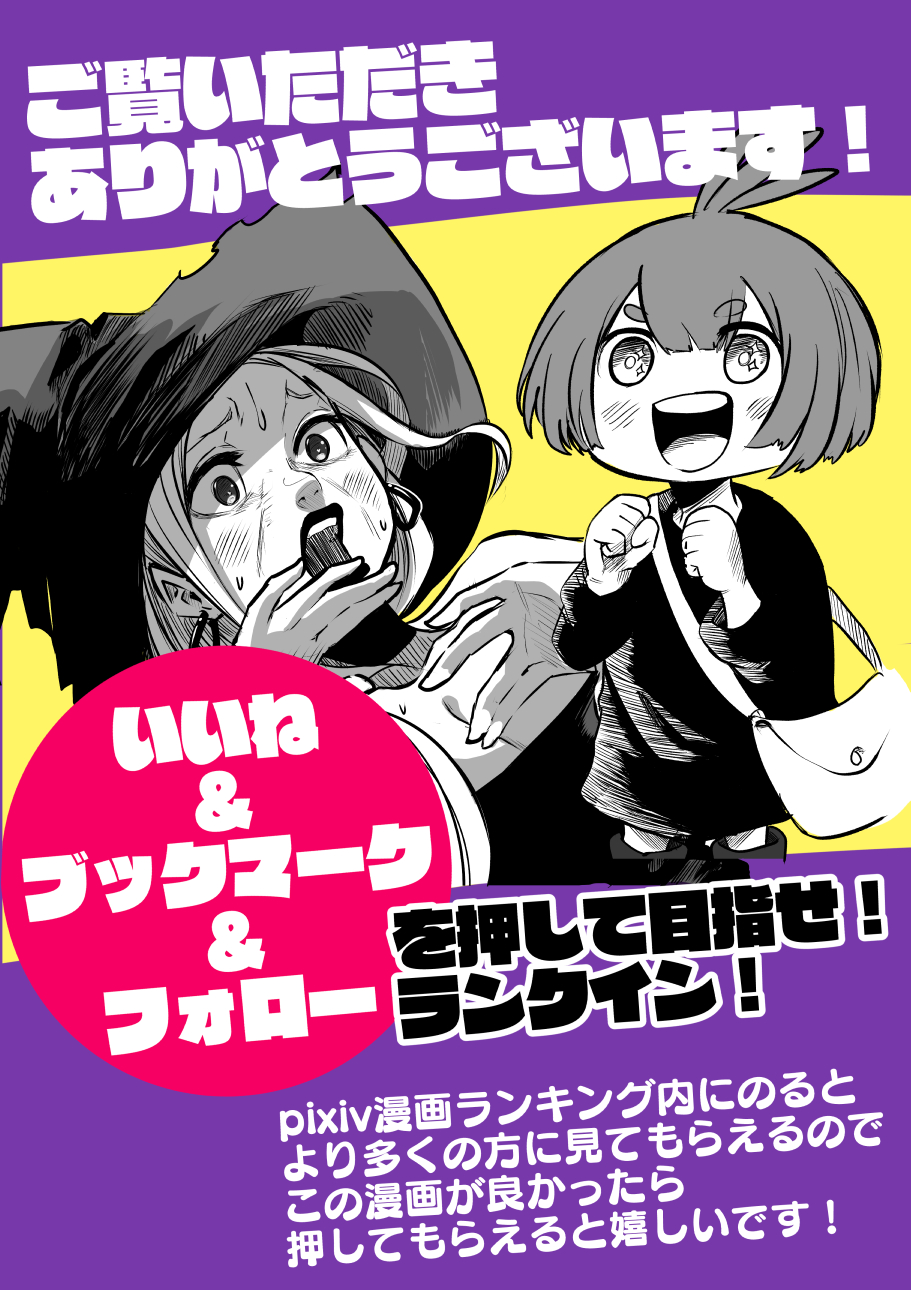 ご覧いただき
ありがとうございます！
いいね
&
ブックマーク
&
フォロー
を押して目指せ！
ランクイン！
pixiv漫画ランキング内にのると
より多くの方に見てもらえるので
この漫画が良かったら
押してもらえると嬉しいです！